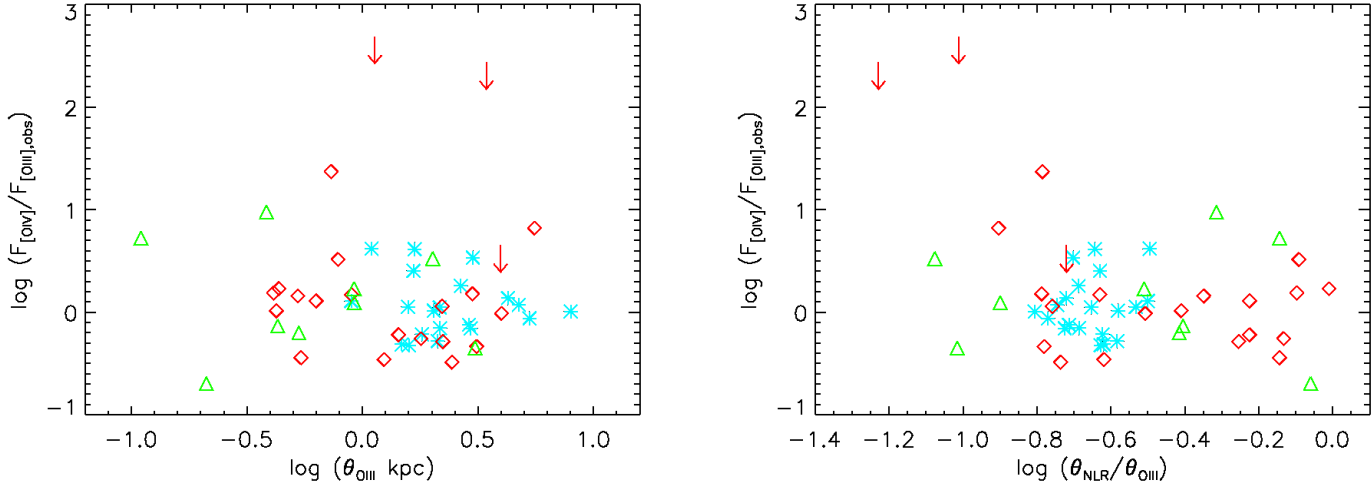 3
2
1
0
−1
log (F[OIV]/F[OIII],obs)
−1.0 −0.5 0.0 0.5 1.0
log (θOIII kpc)
3
2
1
0
−1
log (F[OIV]/F[OIII],obs)
−1.4 −1.2 −1.0 −0.8 −0.6 −0.4 −0.2 0.0
log (θNLR/θOIII)